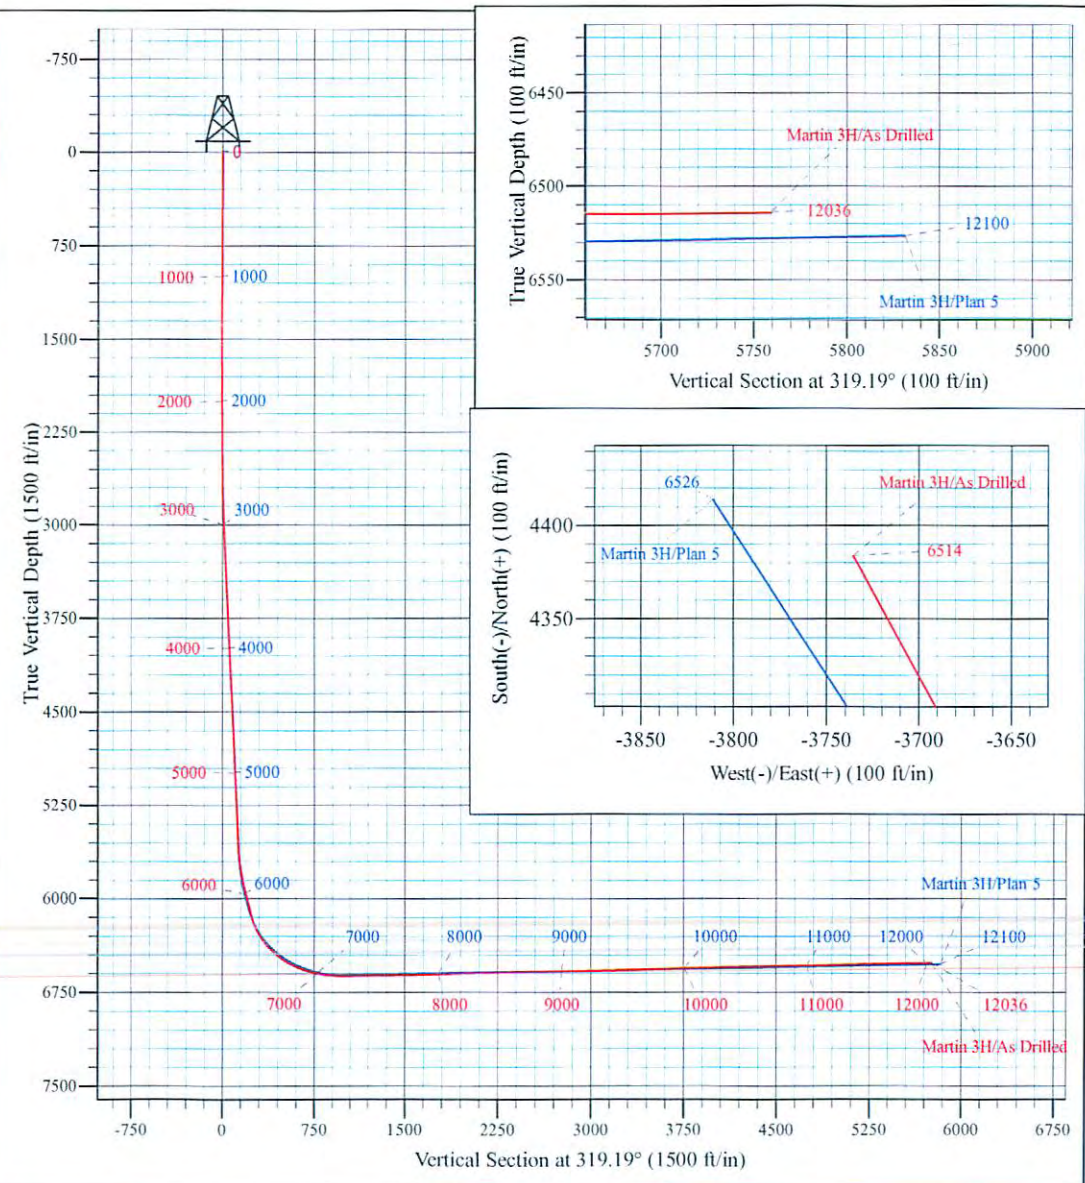 True Vertical Depth (1500 ft/in)
-750
0
750
1500
2250
3000
3750
4500
5250
6000
6750
7500
0
1000 1000
2000 2000
3000 3000
4000 4000
5000 5000
6000 6000
7000 8000 9000 10000 11000 12000 12100
Martin 3H/Plan 5
7000 8000 9000 10000 11000 12000 12036
Martin 3H/As Drilled
-750 0 750 1500 2250 3000 3750 4500 5250 6000 6750
Vertical Section at 319.19° (1500 ft/in)
True Vertical Depth (100 ft/in)
6450
6500
6550
Martin 3H/As Drilled
12036
12100
Martin 3H/Plan 5
5700 5750 5800 5850 5900
Vertical Section at 319.19° (100 ft/in)
South(-)/North(+) (100 ft/in)
4400
4350
6526
Martin 3H/Plan 5
Martin 3H/As Drilled
6514
-3850 -3800 -3750 -3700 -3650
West(-)/East(+) (100 ft/in)